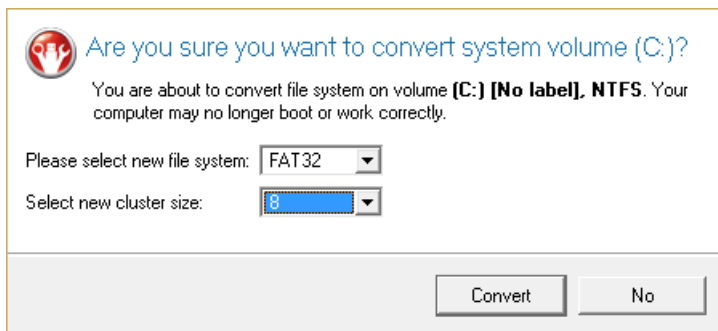 Are you sure you want to convert system volume (C:)?
You are about to convert file system on volume (C:) [No label], NTFS. Your
computer may no longer boot or work correctly.
Please select new file system: FAT32
Select new cluster size: 8
Convert No